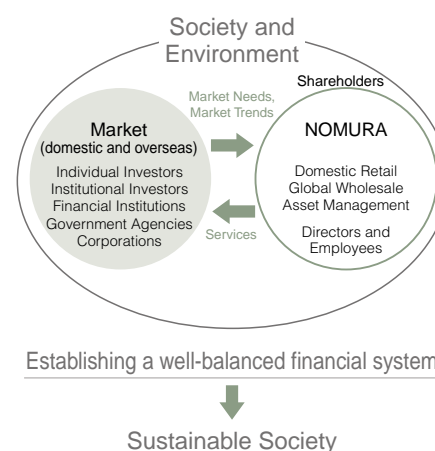 Society and
Environment
Shareholders
Market Needs,
Market Trends
Market
(domestic and overseas)
Individual Investors
Institutional Investors
Financial Institutions
Government Agencies
Corporations
NOMURA
Domestic Retail
Global Wholesale
Asset Management
Directors and
Employees
Services
Establishing a well-balanced financial system
Sustainable Society